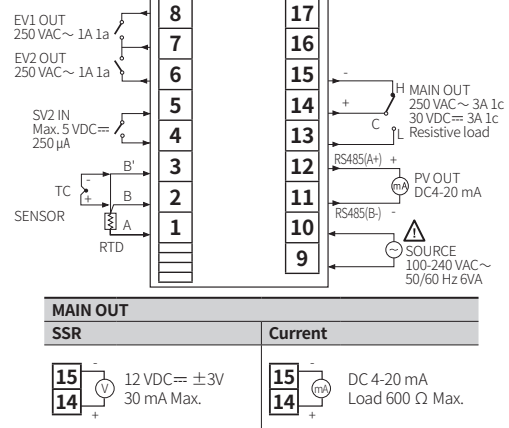 8
7
6
5
4
3
2
1
17
16
15
14
13
12
11
10
9
EV1 OUT
250 VAC～ 1A 1a
EV2 OUT
250 VAC～ 1A 1a
SV2 IN
Max. 5 VDC⎓
250 µA
B'
TC
-
+
B
SENSOR
A
RTD
-
H
+
C
L
MAIN OUT
250 VAC～ 3A 1c
30 VDC⎓ 3A 1c
Resistive load
RS485(A+) +
mA
PV OUT
DC4-20 mA
RS485(B-) -
SOURCE
100-240 VAC～
50/60 Hz 6VA
MAIN OUT
SSR
Current
15
14
-
V
+
12 VDC⎓ ±3V
30 mA Max.
15
14
-
mA
+
DC 4-20 mA
Load 600 Ω Max.